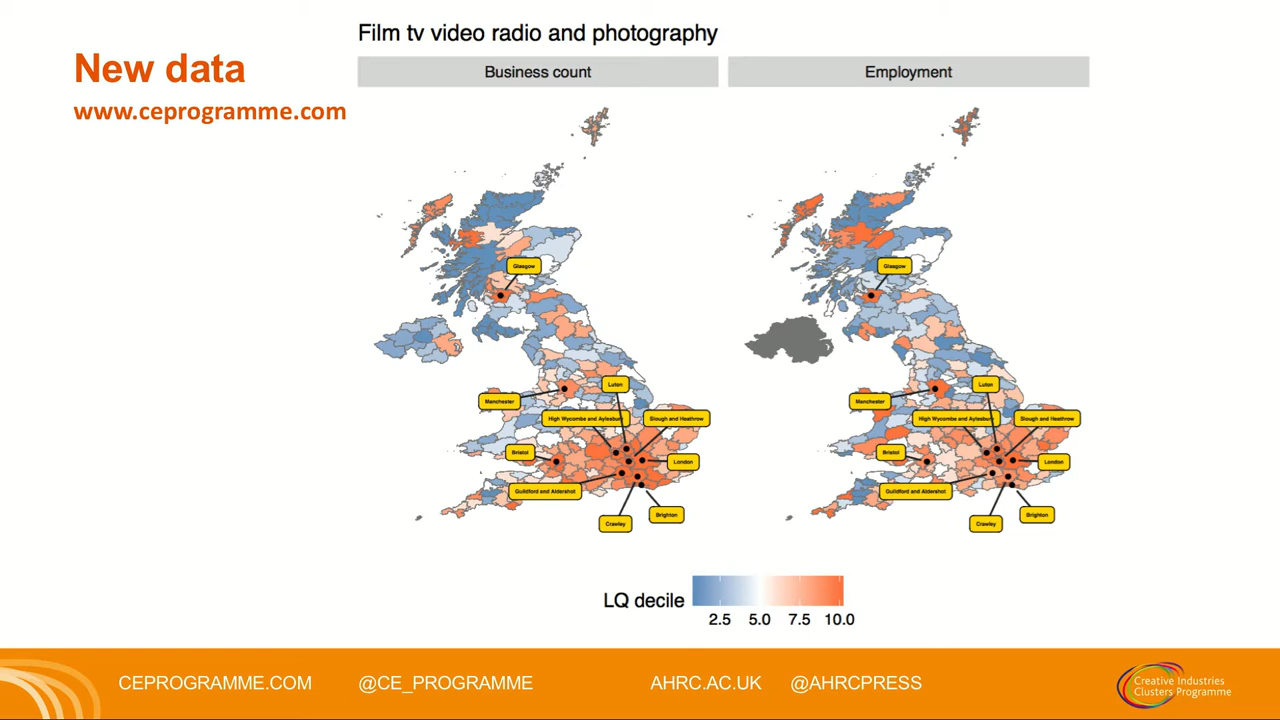 Film tv video radio and photography
New data
www.ceprogramme.com
Business count
Employment
Glasgow
Luton
Manchester
High Wycombe and Aylesbury
Slough and Heathrow
Bristol
London
Guildford and Aldershot
Brighton
Crawley
Glasgow
Luton
Manchester
High Wycombe and Aylesbury
Slough and Heathrow
Bristol
London
Guildford and Aldershot
Brighton
Crawley
LQ decile
2.5 5.0 7.5 10.0
CEPROGRAMME.COM @CE_PROGRAMME AHRC.AC.UK @AHRCPRESS
Creative Industries
Clusters Programme